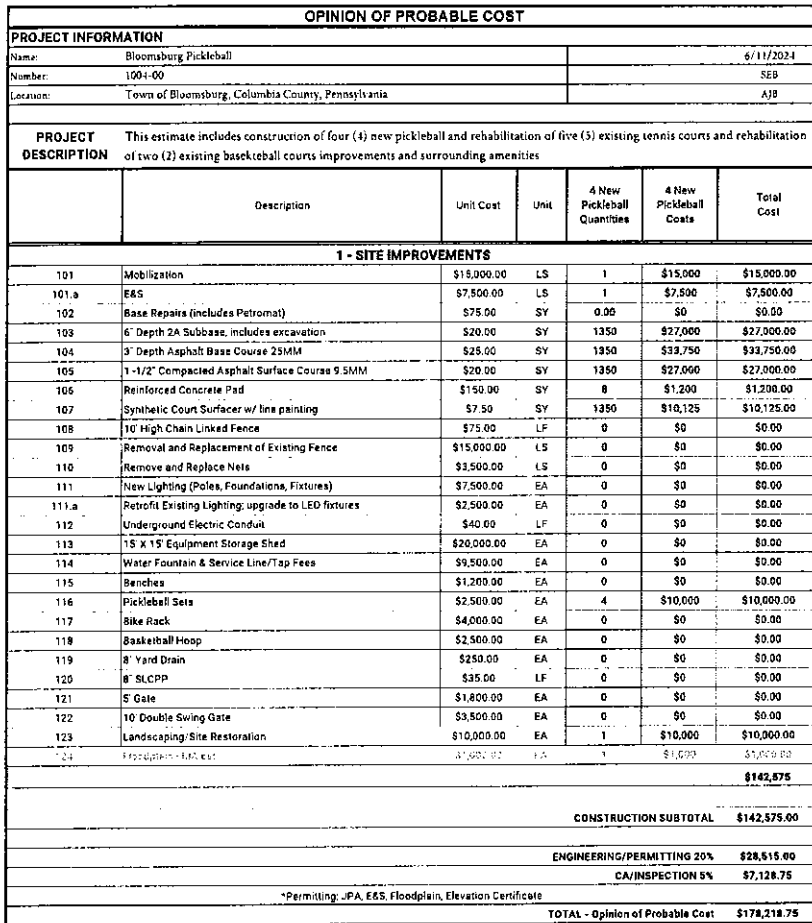 OPINION OF PROBABLE COST
PROJECT INFORMATION
Name: Bloomsburg Pickleball 6/11/2024
Number: 1004-00 SEB
Location: Town of Bloomsburg, Columbia County, Pennsylvania AJB
PROJECT DESCRIPTION This estimate includes construction of four (4) new pickleball and rehabilitation of five (5) existing tennis courts and rehabilitation
of two (2) existing basekteball courts improvements and surrounding amenities
Description Unit Cost Unit 4 New Pickleball Quantities 4 New Pickleball Costs Total Cost
1 - SITE IMPROVEMENTS
101 Mobilization $15,000.00 LS 1 $15,000 $15,000.00
101.a E&S $7,500.00 LS 1 $7,500 $7,500.00
102 Base Repairs (includes Petromat) $75.00 SY 0.00 $0 $0.00
103 6" Depth 2A Subbase, includes excavation $20.00 SY 1350 $27,000 $27,000.00
104 3" Depth Asphalt Base Course 25MM $25.00 SY 1350 $33,750 $33,750.00
105 1-1/2" Compacted Asphalt Surface Course 9.5MM $20.00 SY 1350 $27,000 $27,000.00
106 Reinforced Concrete Pad $150.00 SY 8 $1,200 $1,200.00
107 Synthetic Court Surfacer w/ line painting $7.50 SY 1350 $10,125 $10,125.00
108 10' High Chain Linked Fence $75.00 LF 0 $0 $0.00
109 Removal and Replacement of Existing Fence $15,000.00 LS 0 $0 $0.00
110 Remove and Replace Nets $3,500.00 LS 0 $0 $0.00
111 New Lighting (Poles, Foundations, Fixtures) $7,500.00 EA 0 $0 $0.00
111.a Retrofit Existing Lighting; upgrade to LED fixtures $2,500.00 EA 0 $0 $0.00
112 Underground Electric Conduit $40.00 LF 0 $0 $0.00
113 15' X 15' Equipment Storage Shed $20,000.00 EA 0 $0 $0.00
114 Water Fountain & Service Line/Tap Fees $9,500.00 EA 0 $0 $0.00
115 Benches $1,200.00 EA 0 $0 $0.00
116 Pickleball Sets $2,500.00 EA 4 $10,000 $10,000.00
117 Bike Rack $4,000.00 EA 0 $0 $0.00
118 Basketball Hoop $2,500.00 EA 0 $0 $0.00
119 8" Yard Drain $250.00 EA 0 $0 $0.00
120 8" SLCPP $35.00 LF 0 $0 $0.00
121 5' Gate $1,800.00 EA 0 $0 $0.00
122 10' Double Swing Gate $3,500.00 EA 0 $0 $0.00
123 Landscaping/Site Restoration $10,000.00 EA 1 $10,000 $10,000.00
124 EA 1 $1,000 $1,000.00
$142,575
CONSTRUCTION SUBTOTAL $142,575.00
ENGINEERING/PERMITTING 20% $28,515.00
CA/INSPECTION 5% $7,128.75
*Permitting: JPA, E&S, Floodplain, Elevation Certificate
TOTAL - Opinion of Probable Cost $178,218.75